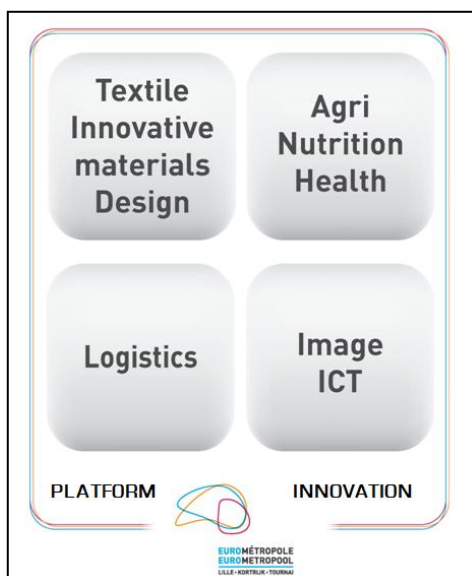 Textile
Innovative
materials
Design
Agri
Nutrition
Health
Logistics
Image
ICT
PLATFORM
INNOVATION
EUROMÉTROPOLE
EUROMETROPOOL
LILLE-KORTRIJK-TOURNAI